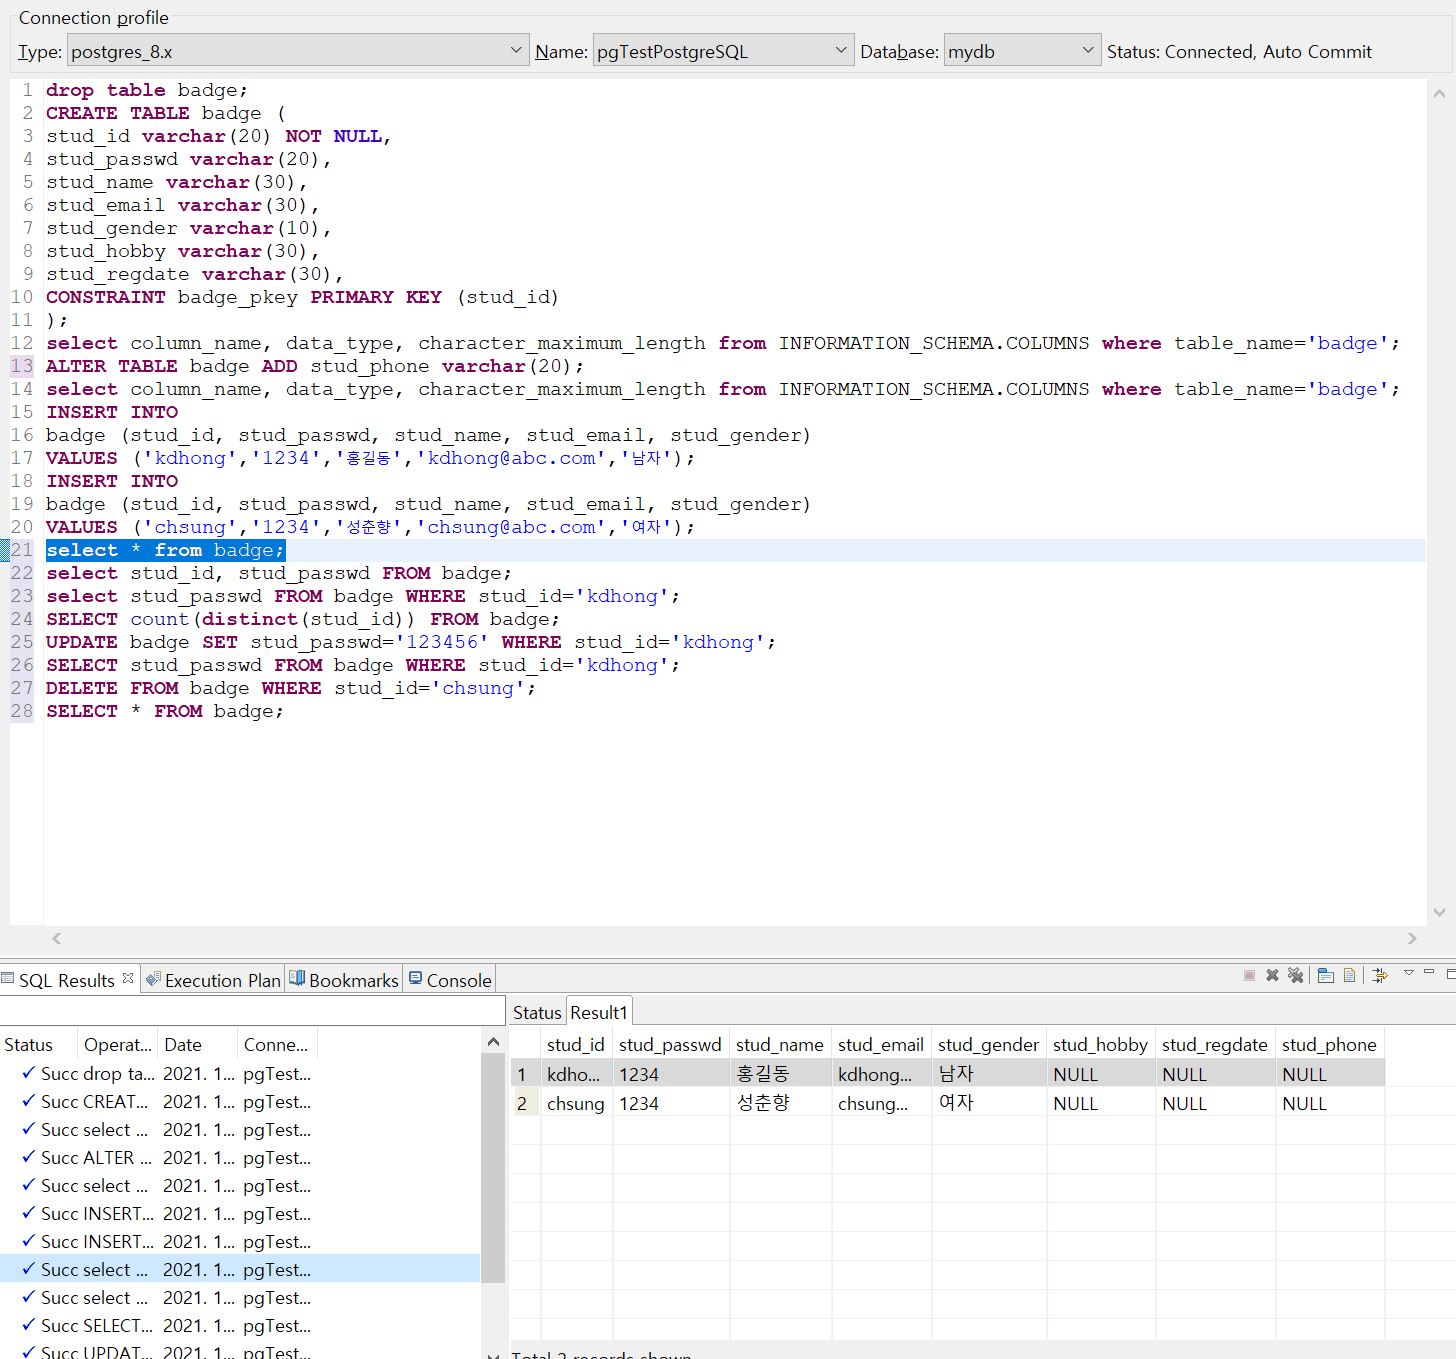 Connection profile
Type: postgres_8.x Name: pgTestPostgreSQL Database: mydb Status: Connected, Auto Commit
1 drop table badge;
2 CREATE TABLE badge (
3 stud_id varchar(20) NOT NULL,
4 stud_passwd varchar(20),
5 stud_name varchar(30),
6 stud_email varchar(30),
7 stud_gender varchar(10),
8 stud_hobby varchar(30),
9 stud_regdate varchar(30),
10 CONSTRAINT badge_pkey PRIMARY KEY (stud_id)
11 );
12 select column_name, data_type, character_maximum_length from INFORMATION_SCHEMA.COLUMNS where table_name='badge';
13 ALTER TABLE badge ADD stud_phone varchar(20);
14 select column_name, data_type, character_maximum_length from INFORMATION_SCHEMA.COLUMNS where table_name='badge';
15 INSERT INTO
16 badge (stud_id, stud_passwd, stud_name, stud_email, stud_gender)
17 VALUES ('kdhong','1234','홍길동','kdhong@abc.com','남자');
18 INSERT INTO
19 badge (stud_id, stud_passwd, stud_name, stud_email, stud_gender)
20 VALUES ('chsung','1234','성춘향','chsung@abc.com','여자');
21 select * from badge;
22 select stud_id, stud_passwd FROM badge;
23 select stud_passwd FROM badge WHERE stud_id='kdhong';
24 SELECT count(distinct(stud_id)) FROM badge;
25 UPDATE badge SET stud_passwd='123456' WHERE stud_id='kdhong';
26 SELECT stud_passwd FROM badge WHERE stud_id='kdhong';
27 DELETE FROM badge WHERE stud_id='chsung';
28 SELECT * FROM badge;
SQL Results Execution Plan Bookmarks Console
Status Result1
Status Operat... Date Conne...
Succ drop ta... 2021. 1... pgTest...
Succ CREAT... 2021. 1... pgTest...
Succ select ... 2021. 1... pgTest...
Succ ALTER ... 2021. 1... pgTest...
Succ select ... 2021. 1... pgTest...
Succ INSERT... 2021. 1... pgTest...
Succ INSERT... 2021. 1... pgTest...
Succ select ... 2021. 1... pgTest...
Succ select ... 2021. 1... pgTest...
Succ SELECT... 2021. 1... pgTest...
Succ UPDAT... 2021. 1... pgTest...
stud_id stud_passwd stud_name stud_email stud_gender stud_hobby stud_regdate stud_phone
1 kdho... 1234 홍길동 kdhong... 남자 NULL NULL NULL
2 chsung 1234 성춘향 chsung... 여자 NULL NULL NULL
Total 2 records shown